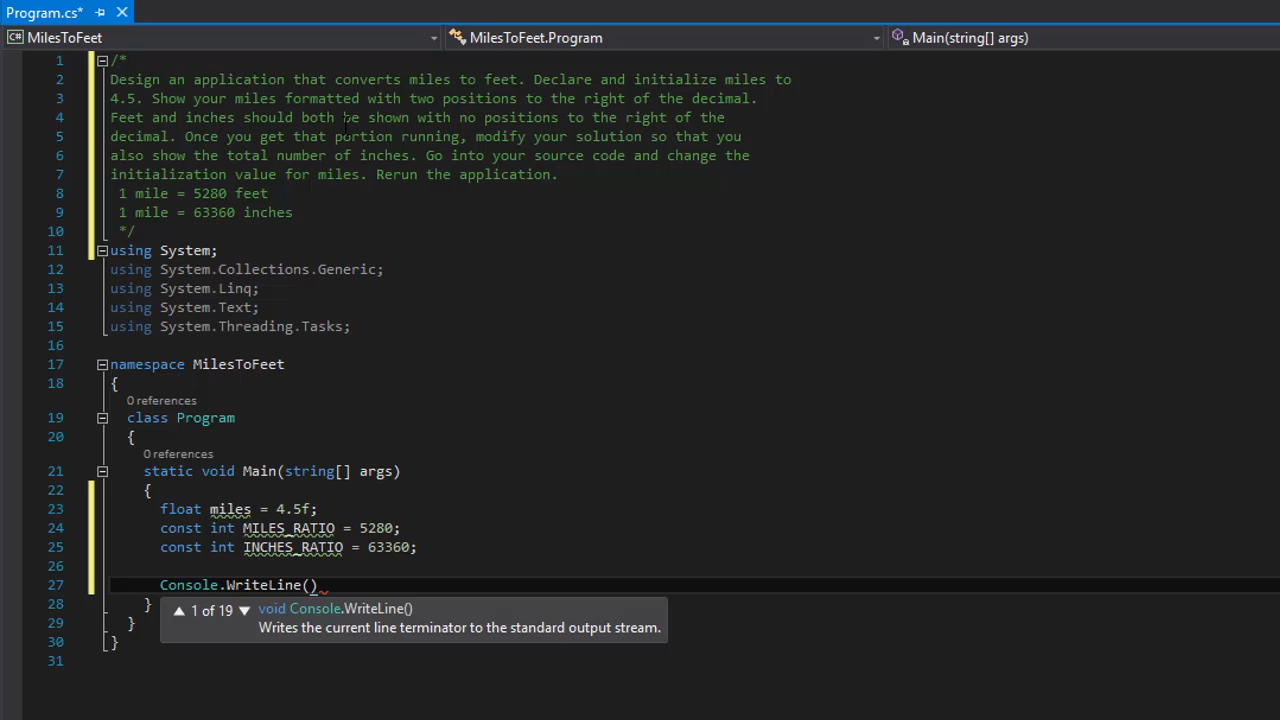 Program.cs*
MilesToFeet MilesToFeet.Program Main(string[] args)
1 /*
2 Design an application that converts miles to feet. Declare and initialize miles to
3 4.5. Show your miles formatted with two positions to the right of the decimal.
4 Feet and inches should both be shown with no positions to the right of the
5 decimal. Once you get that portion running, modify your solution so that you
6 also show the total number of inches. Go into your source code and change the
7 initialization value for miles. Rerun the application.
8 1 mile = 5280 feet
9 1 mile = 63360 inches
10 */
11 using System;
12 using System.Collections.Generic;
13 using System.Linq;
14 using System.Text;
15 using System.Threading.Tasks;
16
17 namespace MilesToFeet
18 {
0 references
19 class Program
20 {
0 references
21 static void Main(string[] args)
22 {
23 float miles = 4.5f;
24 const int MILES_RATIO = 5280;
25 const int INCHES_RATIO = 63360;
26
27 Console.WriteLine()
28 }
1 of 19 void Console.WriteLine()
29 }
Writes the current line terminator to the standard output stream.
30 }
31